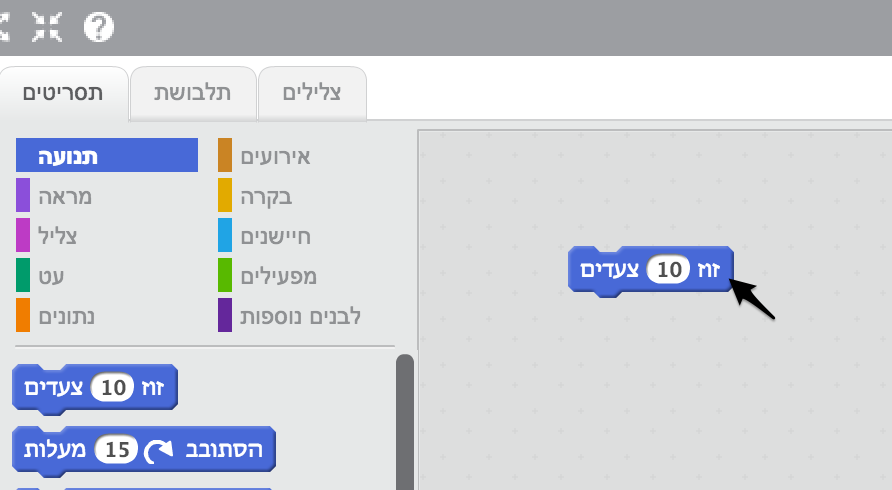 תסריטים
תלבושת
צלילים
תנועה
אירועים
מראה
בקרה
צליל
חיישנים
עט
מפעילים
נתונים
לבנים נוספות
זוז 10 צעדים
הסתובב 15 מעלות
זוז 10 צעדים